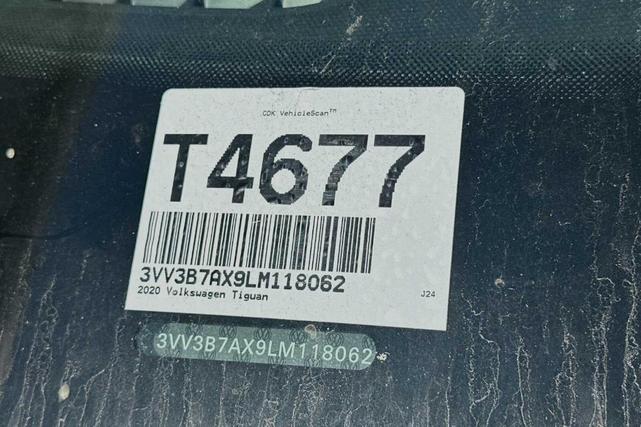 CDK VehicleScan™
T4677
3VV3B7AX9LM118062
2020 Volkswagen Tiguan
J24
3VV3B7AX9LM118062